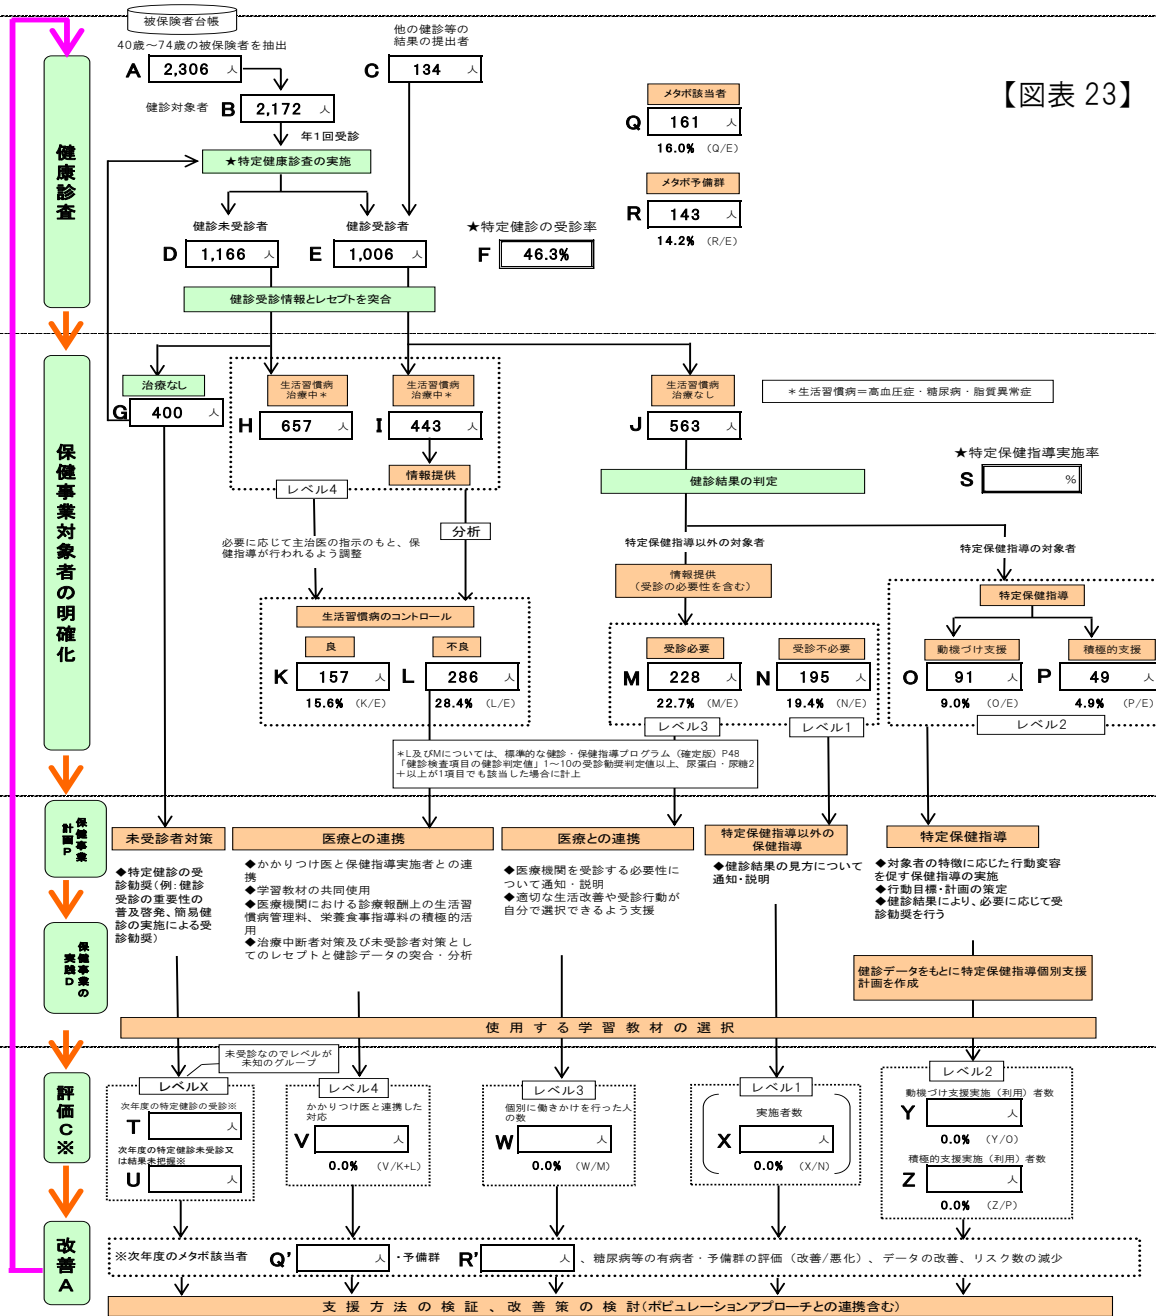 【図表 23】
被保険者台帳
40歳～74歳の被保険者を抽出
A 2,306 人
他の健診等の
結果の提出者
C 134 人
健診対象者 B 2,172 人
年1回受診
★特定健康診査の実施
メタボ該当者
Q 161 人
16.0% (Q/E)
メタボ予備群
R 143 人
14.2% (R/E)
健康診査
健診未受診者
D 1,166 人
健診受診者
E 1,006 人
★特定健診の受診率
F 46.3%
健診受診情報とレセプトを突合
保健事業対象者の明確化
治療なし
G 400 人
生活習慣病
治療中*
H 657 人
生活習慣病
治療中*
I 443 人
情報提供
生活習慣病
治療なし
J 563 人
*生活習慣病=高血圧症・糖尿病・脂質異常症
★特定保健指導実施率
S %
健診結果の判定
レベル4
分析
必要に応じて主治医の指示のもと、保
健指導が行われるよう調整
特定保健指導以外の対象者
特定保健指導の対象者
情報提供
(受診の必要性を含む)
特定保健指導
生活習慣病のコントロール
良
K 157 人
15.6% (K/E)
不良
L 286 人
28.4% (L/E)
受診必要
M 228 人
22.7% (M/E)
受診不必要
N 195 人
19.4% (N/E)
動機づけ支援
O 91 人
9.0% (O/E)
積極的支援
P 49 人
4.9% (P/E)
レベル3
レベル1
レベル2
*L及びMについては、標準的な健診・保健指導プログラム（確定版）P48
「健診検査項目の健診判定値」1～10の受診勧奨判定値以上、尿蛋白・尿糖2
＋以上が1項目でも該当した場合に計上
保健事業
計画P
未受診者対策
◆特定健診の受
診勧奨(例:健診
受診の重要性の
普及啓発、簡易健
診の実施による受
診勧奨)
医療との連携
◆かかりつけ医と保健指導実施者との連
携
◆学習教材の共同使用
◆医療機関における診療報酬上の生活習
慣病管理料、栄養食事指導料の積極的活
用
◆治療中断者対策及び未受診者対策とし
てのレセプトと健診データの突合・分析
医療との連携
◆医療機関を受診する必要性に
ついて通知・説明
◆適切な生活改善や受診行動が
自分で選択できるよう支援
特定保健指導以外の
保健指導
◆健診結果の見方について
通知・説明
特定保健指導
◆対象者の特徴に応じた行動変容
を促す保健指導の実施
◆行動目標・計画の策定
◆健診結果により、必要に応じて受
診勧奨を行う
保健事業の
実践D
健診データをもとに特定保健指導個別支援
計画を作成
使用する学習教材の選択
未受診なのでレベルが
未知のグループ
評価C※
レベルX
次年度の特定健診の受診※
T 人
次年度の特定健診未受診又
は結果未把握※
U 人
レベル4
かかりつけ医と連携した
対応
V 人
0.0% (V/K+L)
レベル3
個別に働きかけを行った人
の数
W 人
0.0% (W/M)
レベル1
実施者数
X 人
0.0% (X/N)
レベル2
動機づけ支援実施（利用）者数
Y 人
0.0% (Y/O)
積極的支援実施（利用）者数
Z 人
0.0% (Z/P)
改善A
※次年度のメタボ該当者 Q' 人 ・予備群 R' 人 、糖尿病等の有病者・予備群の評価（改善/悪化）、データの改善、リスク数の減少
支援方法の検証、改善策の検討(ポピュレーションアプローチとの連携含む)